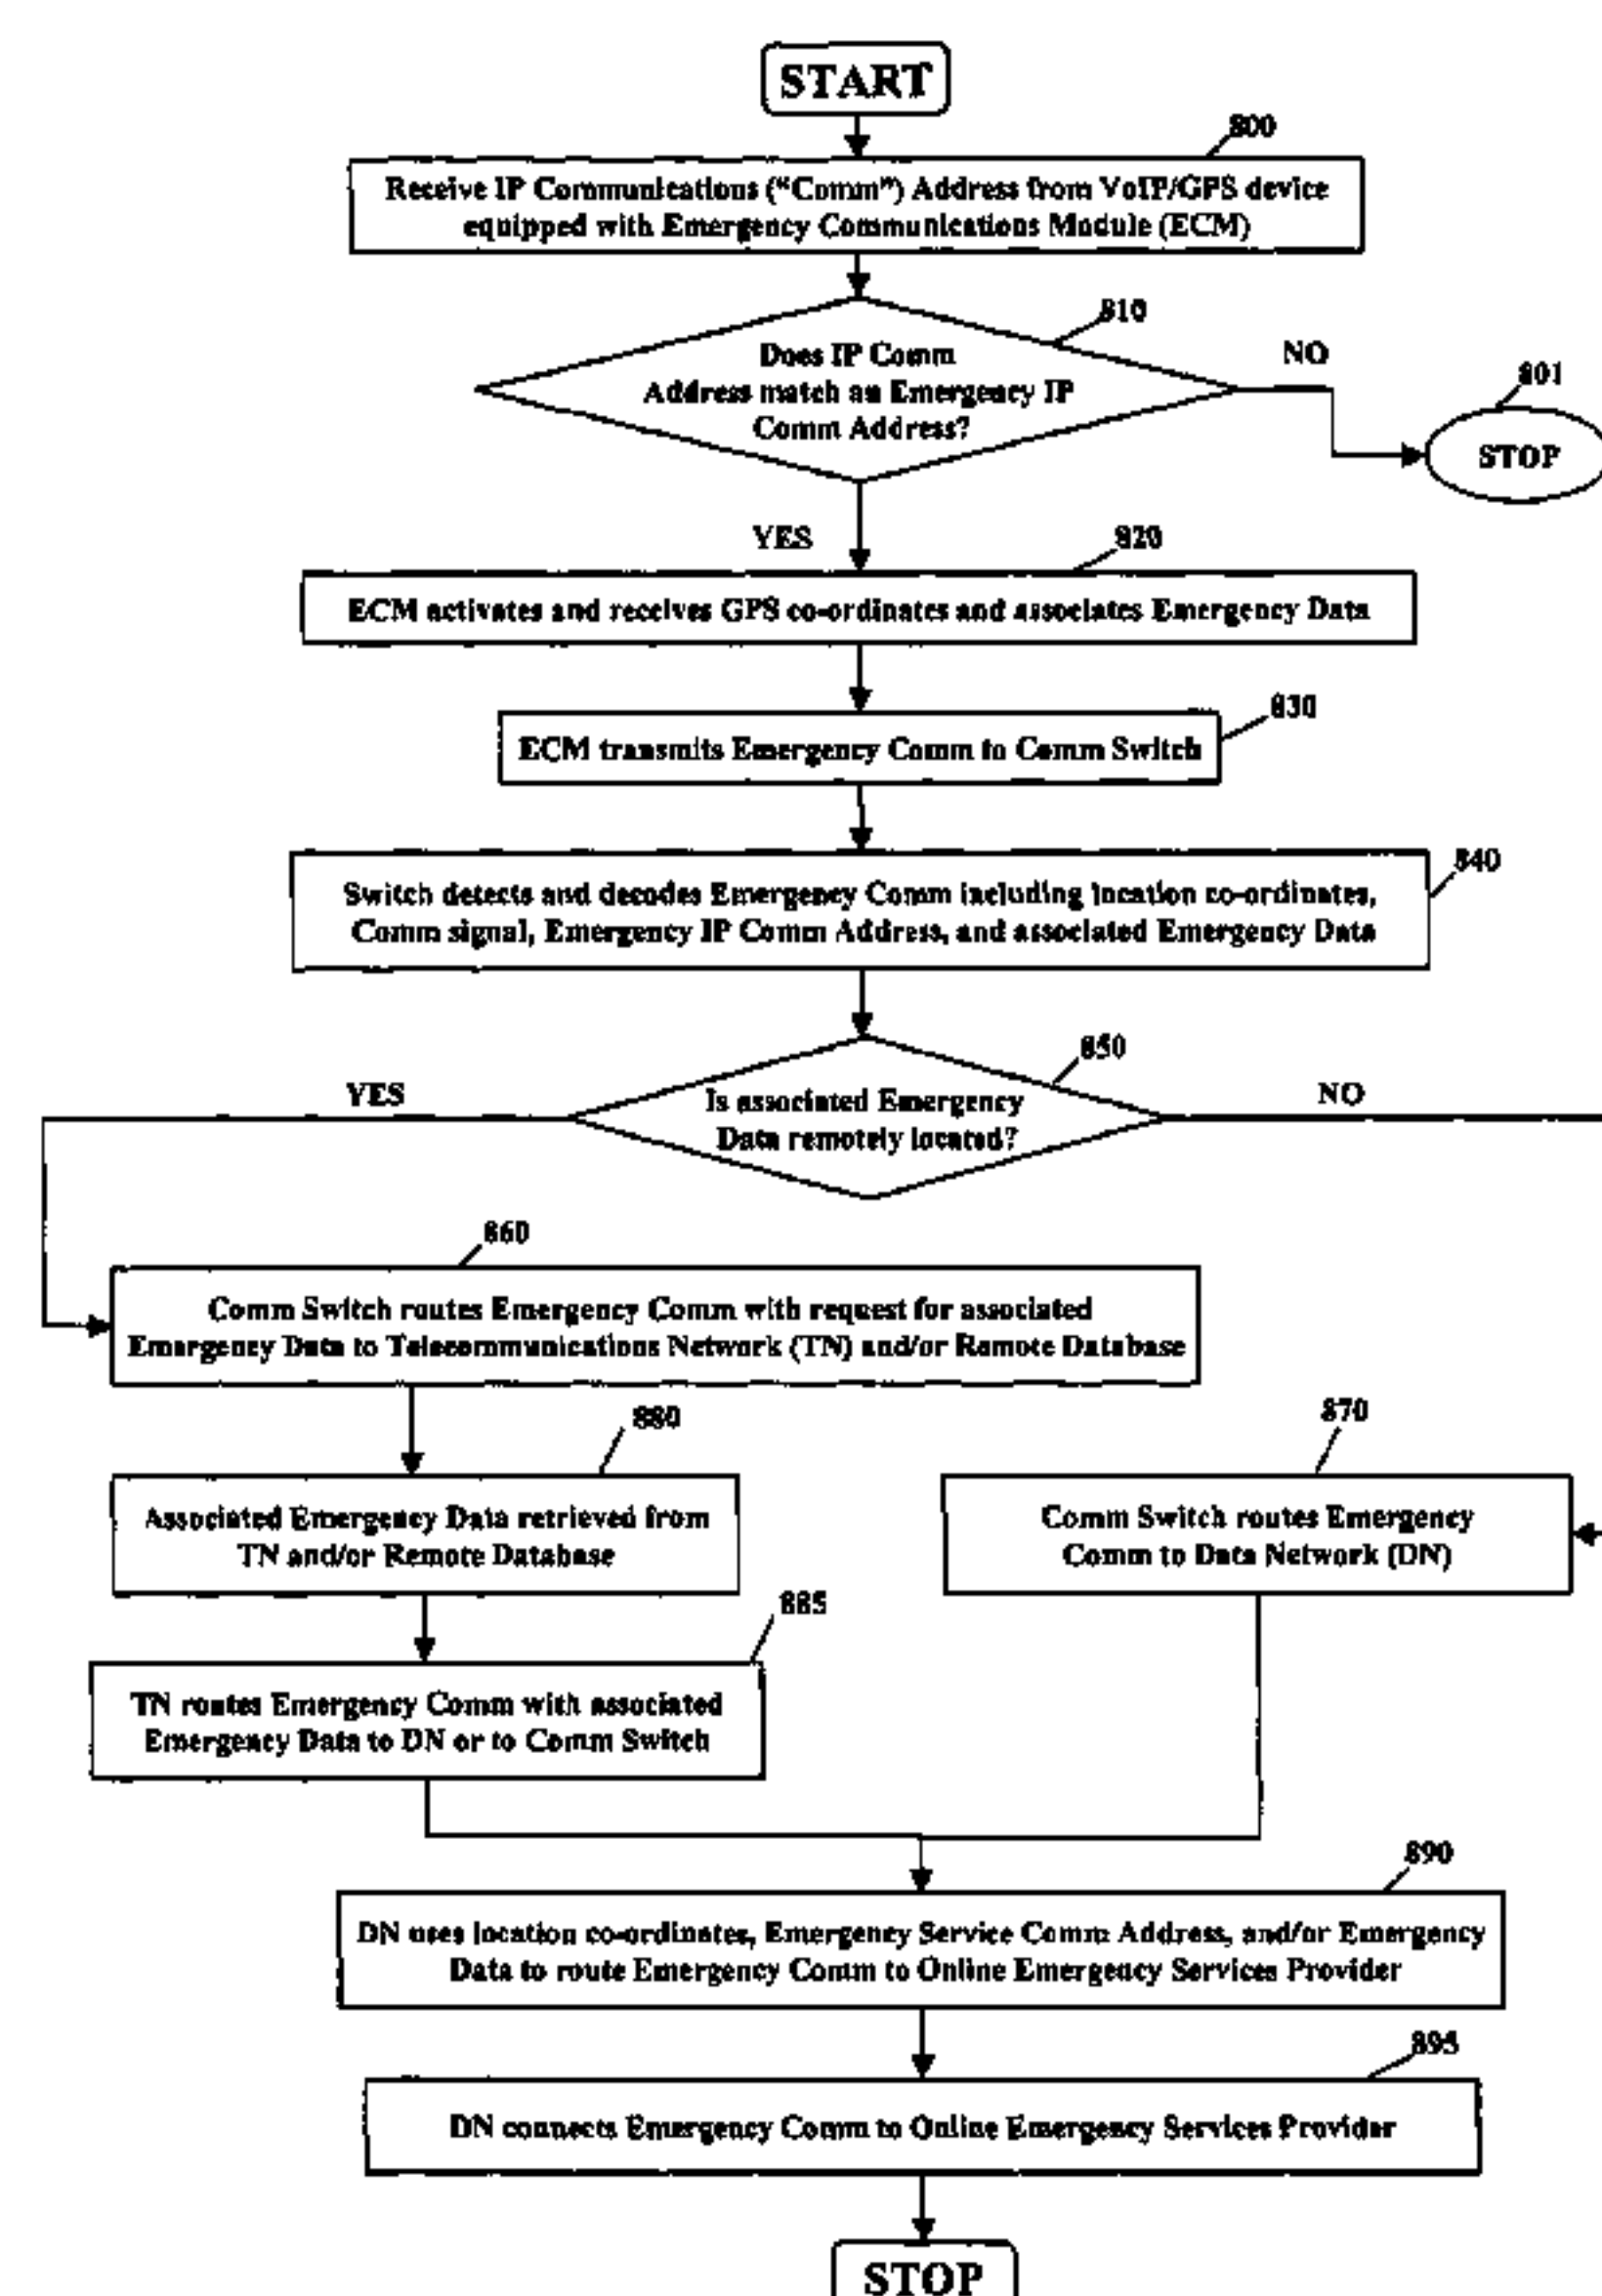 START
800
Receive IP Communications ("Comm") Address from VoIP/GPS device
equipped with Emergency Communications Module (ECM)
810
Does IP Comm
Address match an Emergency IP
Comm Address?
NO
801
STOP
YES
820
ECM activates and receives GPS co-ordinates and associates Emergency Data
830
ECM transmits Emergency Comm to Comm Switch
840
Switch detects and decodes Emergency Comm including location co-ordinates,
Comm signal, Emergency IP Comm Address, and associated Emergency Data
850
YES
Is associated Emergency
Data remotely located?
NO
860
Comm Switch routes Emergency Comm with request for associated
Emergency Data to Telecommunications Network (TN) and/or Remote Database
880
Associated Emergency Data retrieved from
TN and/or Remote Database
870
Comm Switch routes Emergency
Comm to Data Network (DN)
885
TN routes Emergency Comm with associated
Emergency Data to DN or to Comm Switch
890
DN uses location co-ordinates, Emergency Service Comm Address, and/or Emergency
Data to route Emergency Comm to Online Emergency Services Provider
895
DN connects Emergency Comm to Online Emergency Services Provider
STOP